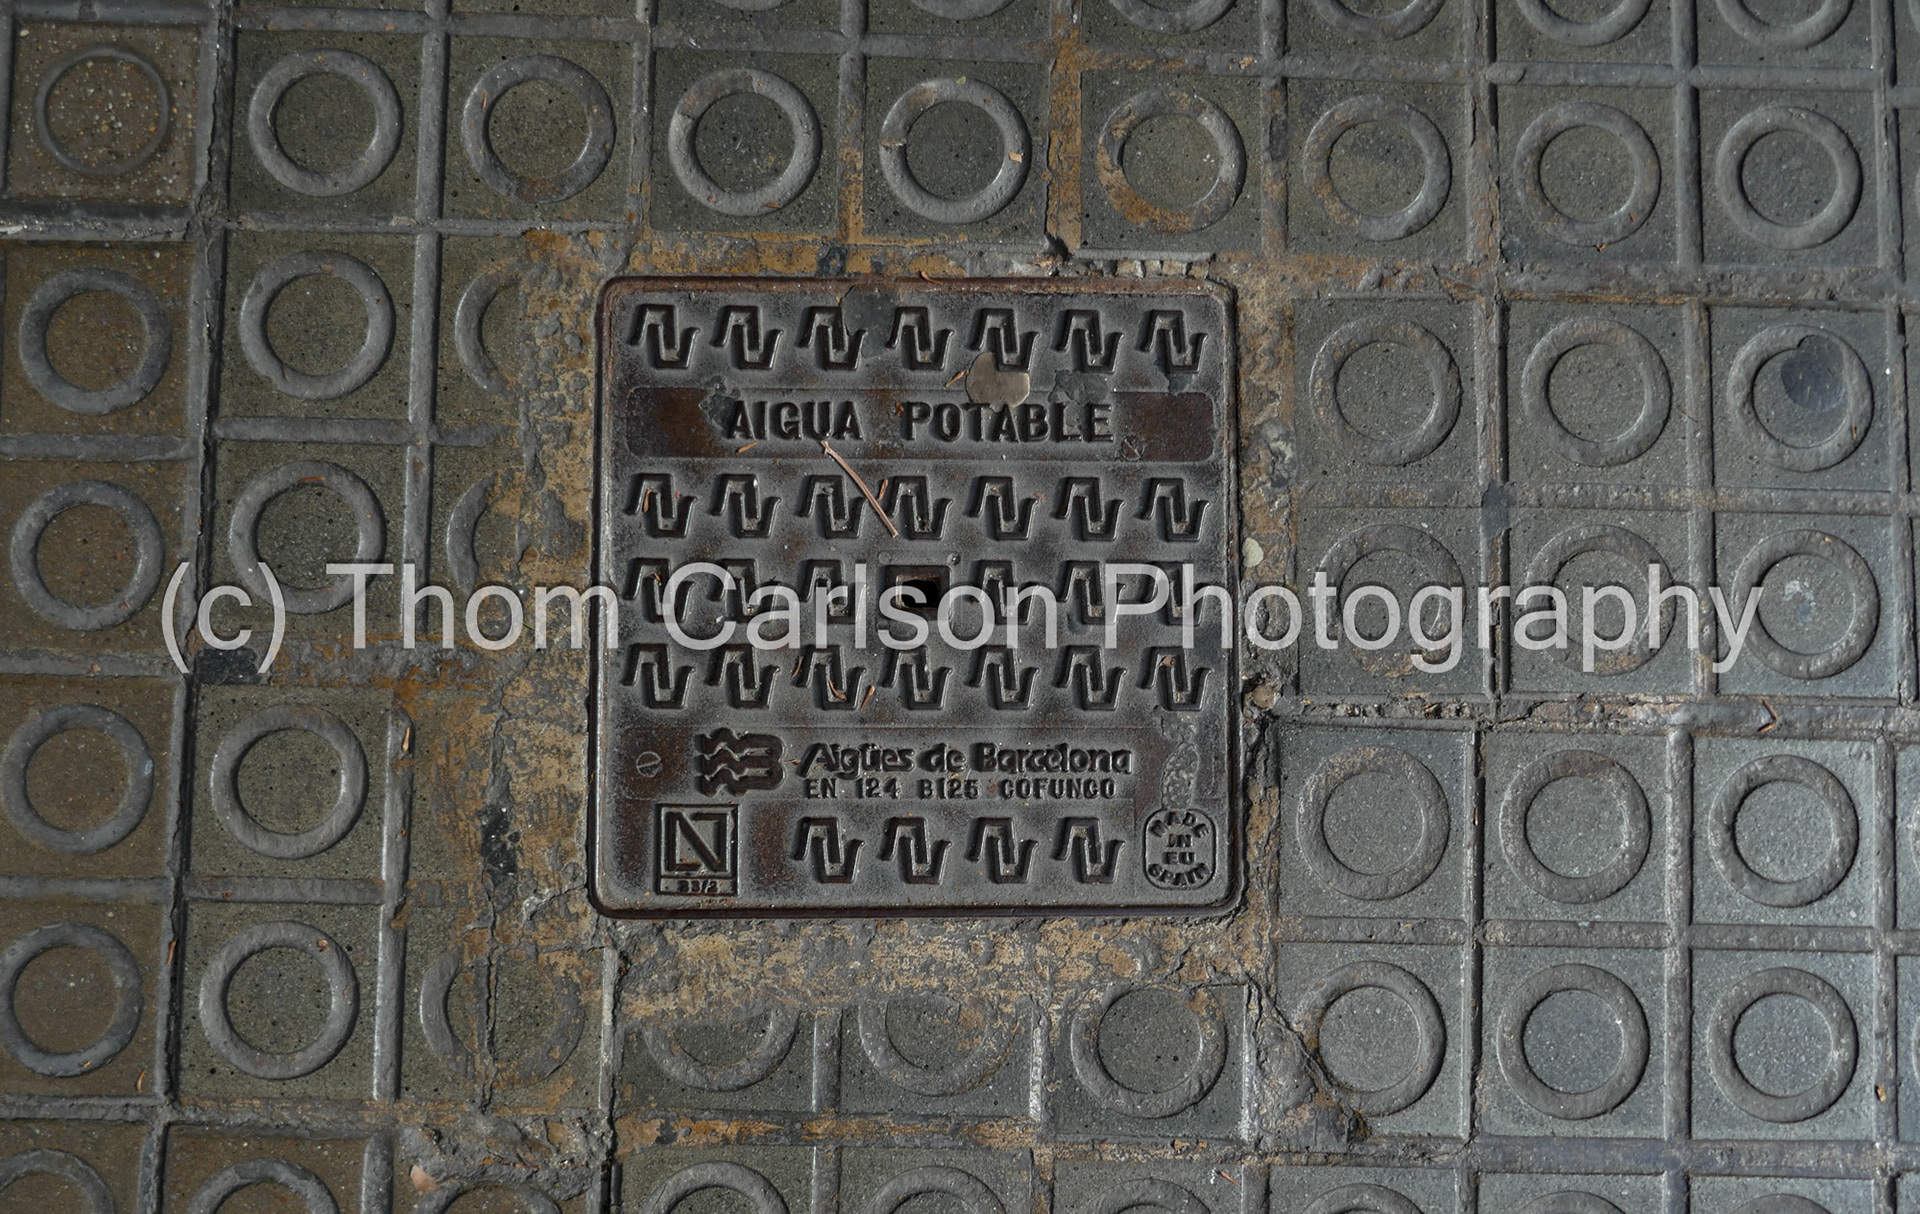 AIGUA POTABLE
(c) Thom Carlson Photography
Aigües de Barcelona
EN 124 B125 COFUNCO
MADE
IN
EU
SPAIN